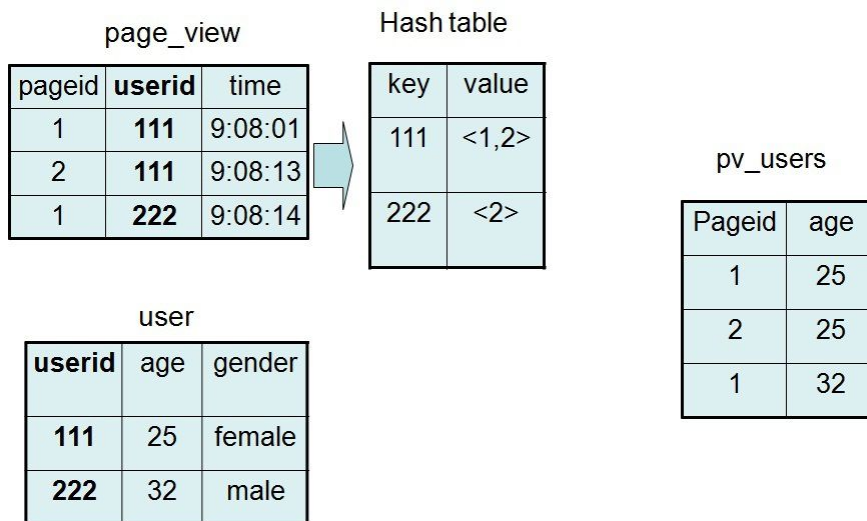 page_view
pageid userid time
1 111 9:08:01
2 111 9:08:13
1 222 9:08:14
Hash table
key value
111 <1,2>
222 <2>
pv_users
Pageid age
1 25
2 25
1 32
user
userid age gender
111 25 female
222 32 male